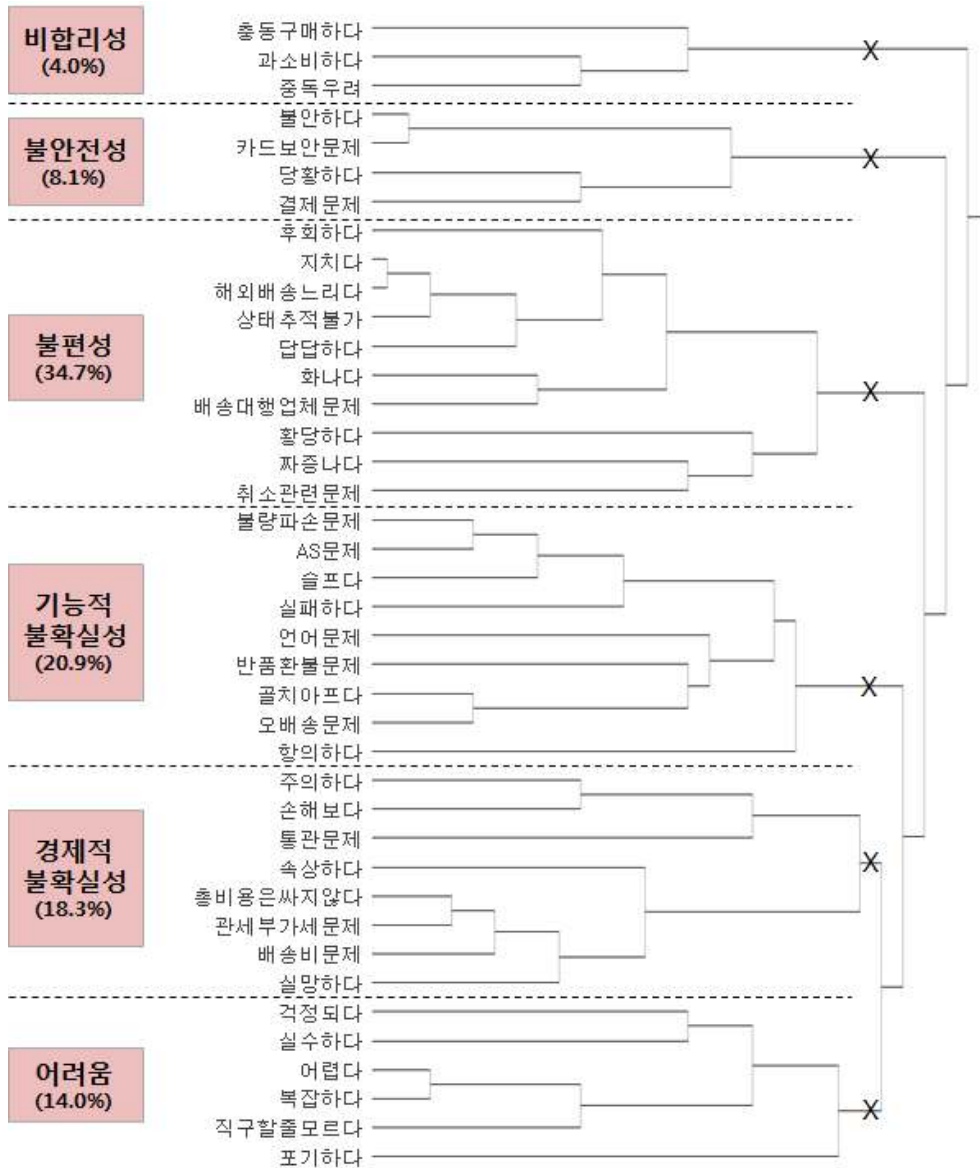 비합리성
(4.0%)
충동구매하다
과소비하다
중독우려
불안전성
(8.1%)
불안하다
카드보안문제
당황하다
결제문제
불편성
(34.7%)
후회하다
지치다
해외배송느리다
상태추적불가
답답하다
화나다
배송대행업체문제
황당하다
짜증나다
취소관련문제
기능적
불확실성
(20.9%)
불량파손문제
AS문제
슬프다
실패하다
언어문제
반품환불문제
골치아프다
오배송문제
항의하다
경제적
불확실성
(18.3%)
주의하다
손해보다
통관문제
속상하다
총비용은싸지않다
관세부가세문제
배송비문제
실망하다
어려움
(14.0%)
걱정되다
실수하다
어렵다
복잡하다
직구할줄모르다
포기하다
X
X
X
X
X
X